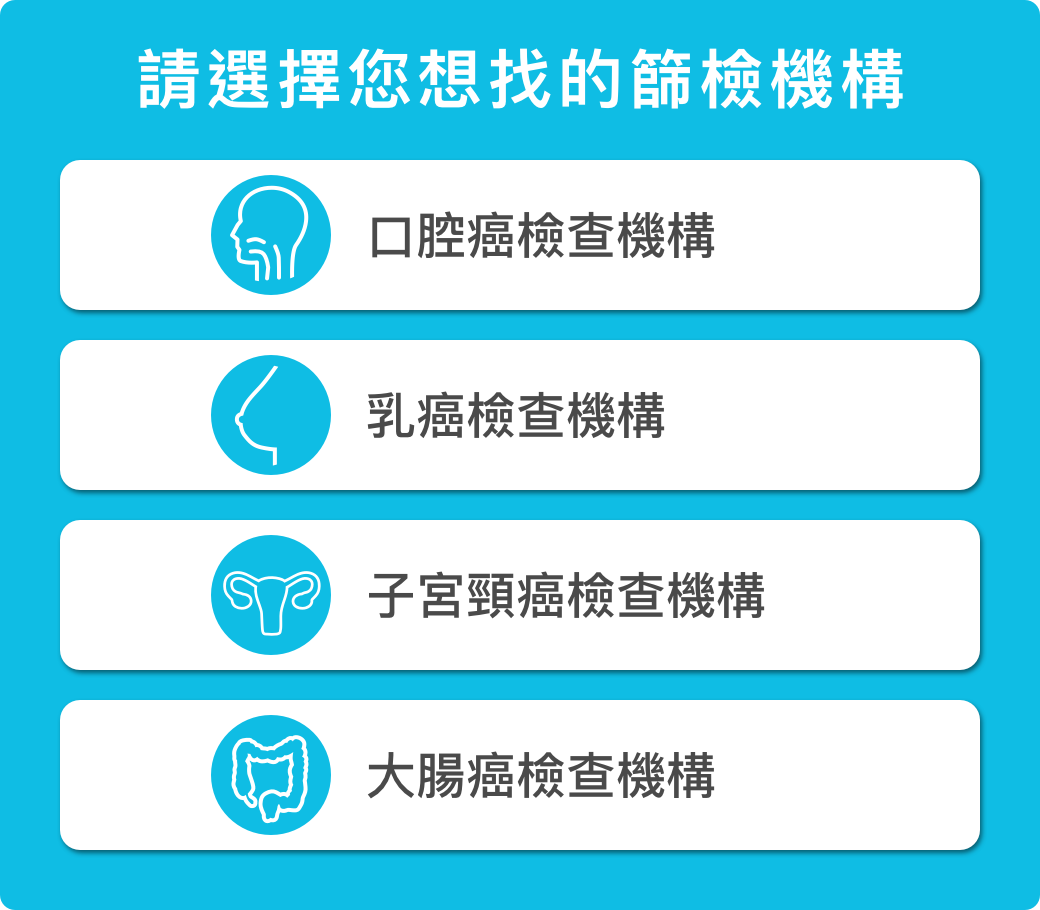 請選擇您想找的篩檢機構
口腔癌檢查機構
乳癌檢查機構
子宮頸癌檢查機構
大腸癌檢查機構